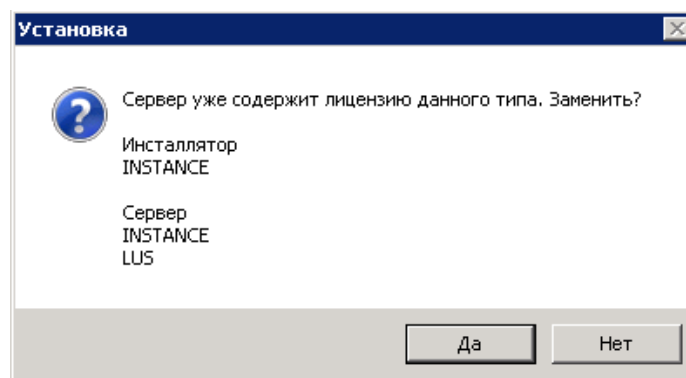 Установка
Сервер уже содержит лицензию данного типа. Заменить?
Инсталлятор
INSTANCE
Сервер
INSTANCE
LUS
Да
Нет